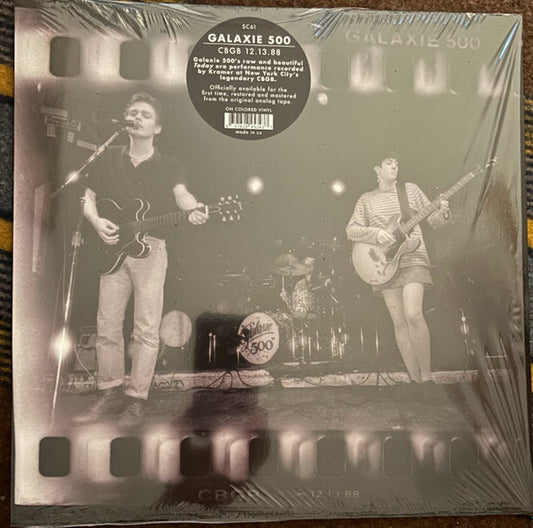 SC61
GALAXIE 500
CBGB 12.13.88
Galaxie 500's raw and beautiful
Today era performance recorded
by Kramer at New York City's
legendary CBGB.
Officially available for the
first time, restored and mastered
from the original analog tape.
ON COLORED VINYL
made in cz
GALAXIE 500
Galaxie
500
CBGB - 12.13.88